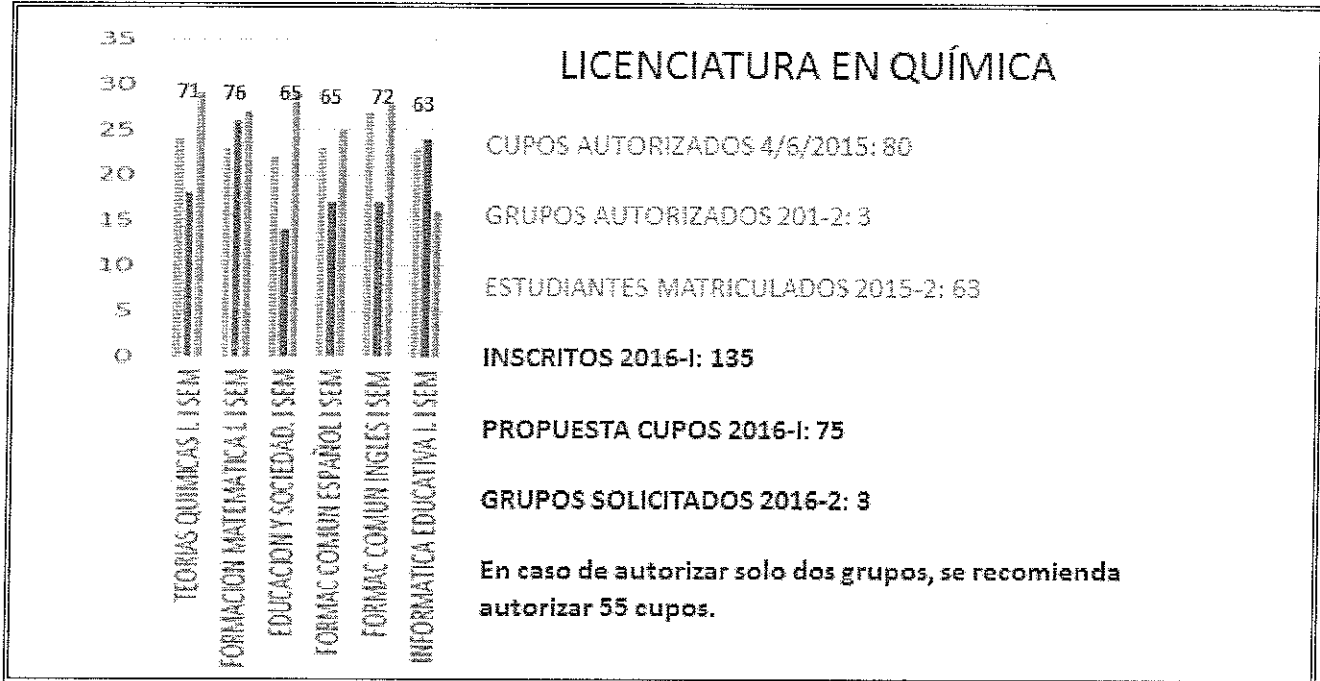 LICENCIATURA EN QUÍMICA
35
30
25
20
15
10
5
0
71 76 65 65 72 63
TEORIAS QUIMICAS I. I SEM
FORMACION MATEMATICA I. I SEM
EDUCACION Y SOCIEDAD. I SEM
FORMAC COMUN ESPAÑOL I SEM
FORMAC COMUN INGLES I SEM
INFORMATICA EDUCATIVA I. I SEM
CUPOS AUTORIZADOS 4/6/2015: 80
GRUPOS AUTORIZADOS 201-2: 3
ESTUDIANTES MATRICULADOS 2015-2: 63
INSCRITOS 2016-I: 135
PROPUESTA CUPOS 2016-I: 75
GRUPOS SOLICITADOS 2016-2: 3
En caso de autorizar solo dos grupos, se recomienda
autorizar 55 cupos.